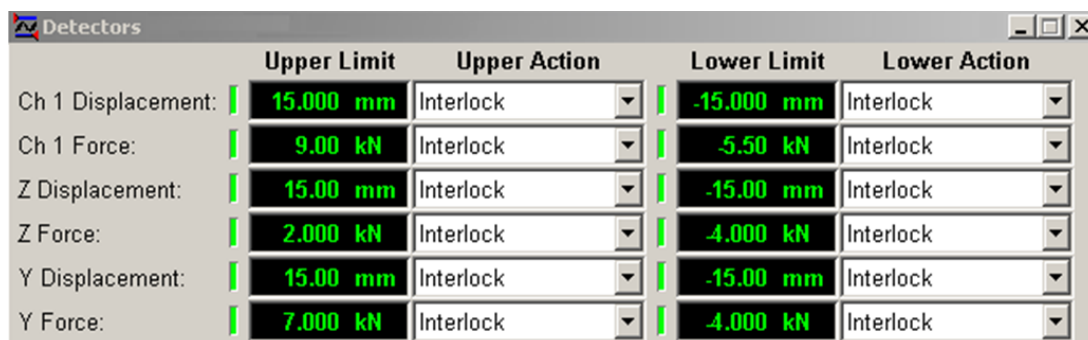 Detectors
Upper Limit Upper Action Lower Limit Lower Action
Ch 1 Displacement: 15.000 mm Interlock -15.000 mm Interlock
Ch 1 Force: 9.00 kN Interlock -5.50 kN Interlock
Z Displacement: 15.00 mm Interlock -15.00 mm Interlock
Z Force: 2.000 kN Interlock -4.000 kN Interlock
Y Displacement: 15.00 mm Interlock -15.00 mm Interlock
Y Force: 7.000 kN Interlock -4.000 kN Interlock